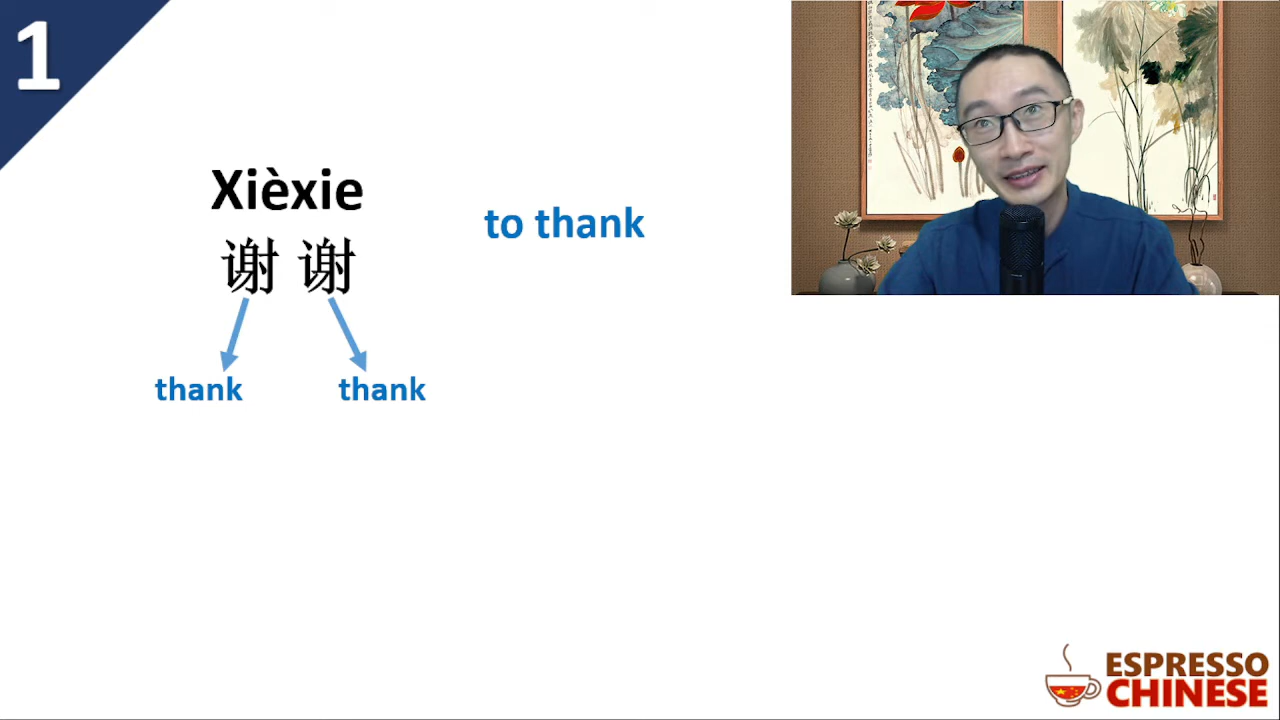 1
Xièxie
谢谢
to thank
thank thank
ESPRESSO
CHINESE